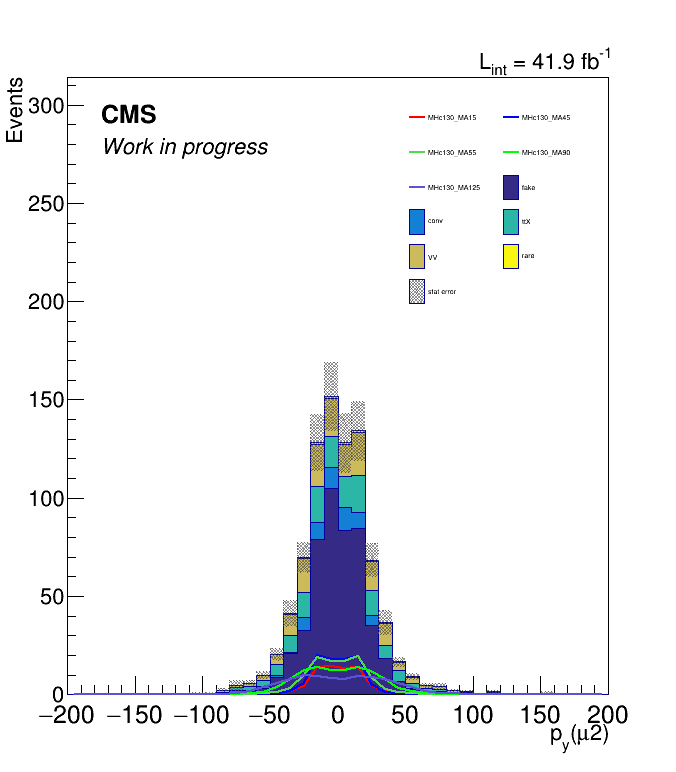 L_int = 41.9 fb^-1
Events
CMS
Work in progress
MHc130_MA15
MHc130_MA45
MHc130_MA55
MHc130_MA90
MHc130_MA125
fake
conv
ttX
VV
rare
stat error
300
250
200
150
100
50
0
−200 −150 −100 −50 0 50 100 150 200
p_y(μ2)